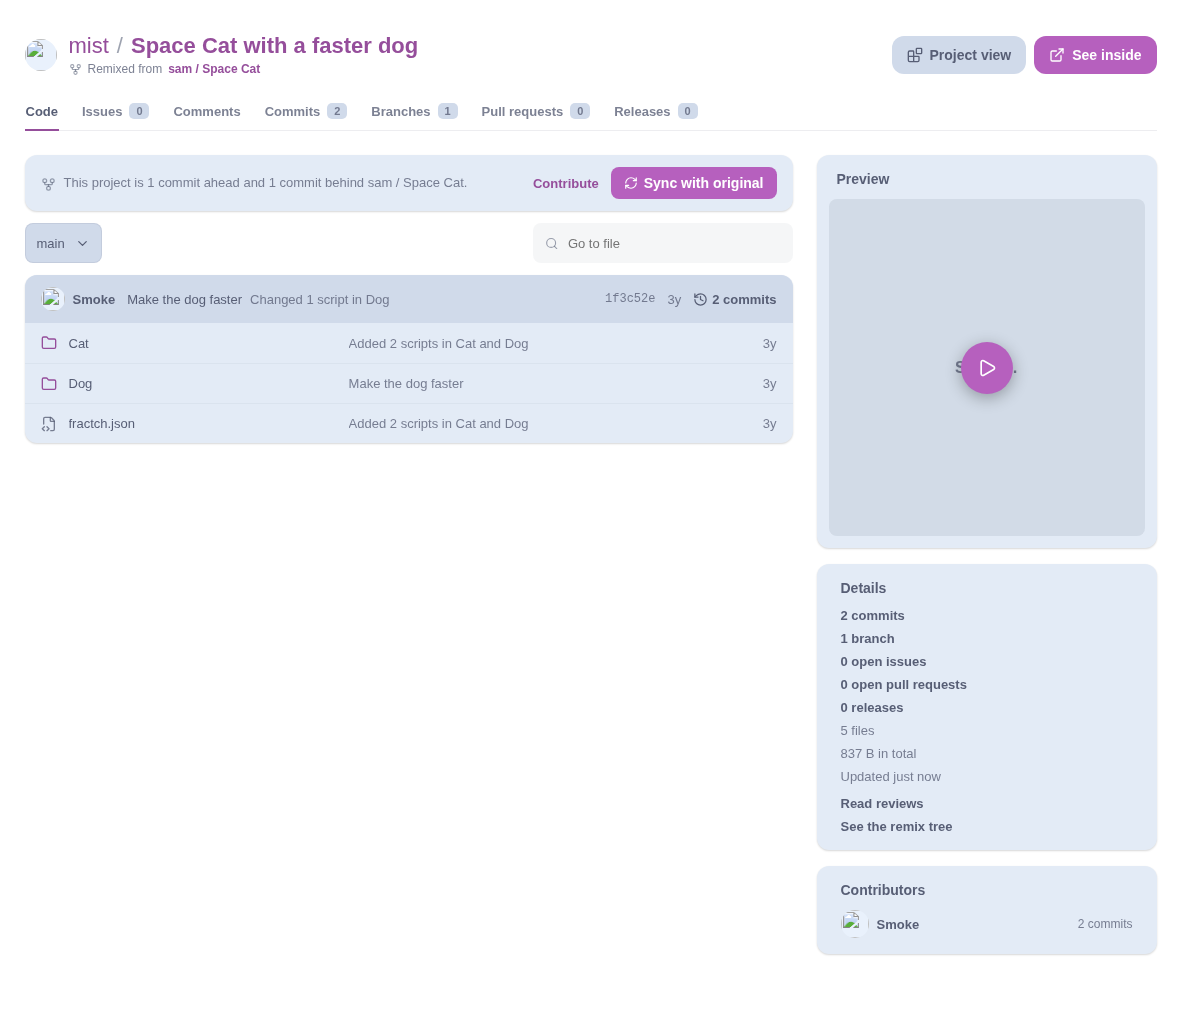 mist / Space Cat with a faster dog
Remixed from sam / Space Cat
Project view
See inside
Code
Issues 0
Comments
Commits 2
Branches 1
Pull requests 0
Releases 0
This project is 1 commit ahead and 1 commit behind sam / Space Cat.
Contribute
Sync with original
main
Go to file
Smoke Make the dog faster Changed 1 script in Dog 1f3c52e 3y 2 commits
Cat Added 2 scripts in Cat and Dog 3y
Dog Make the dog faster 3y
fractch.json Added 2 scripts in Cat and Dog 3y
Preview
Details
2 commits
1 branch
0 open issues
0 open pull requests
0 releases
5 files
837 B in total
Updated just now
Read reviews
See the remix tree
Contributors
Smoke 2 commits